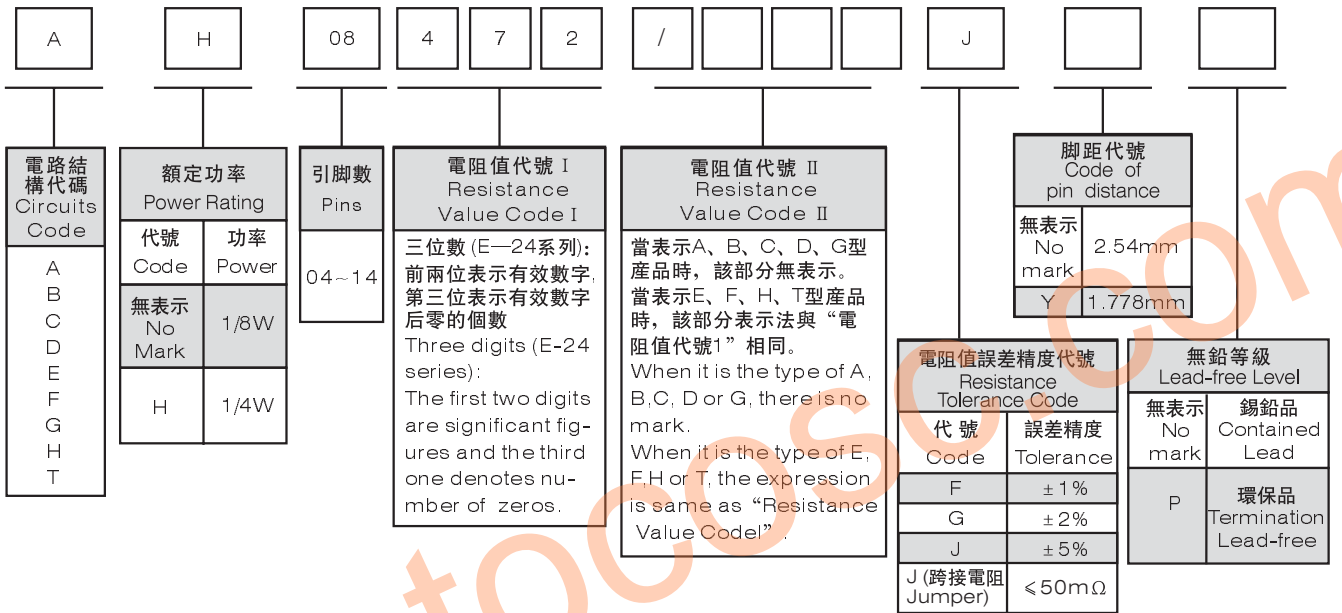 A H 08 4 7 2 / J
電路結
構代碼
Circuits
Code
A
B
C
D
E
F
G
H
T
額定功率
Power Rating
代號 功率
Code Power
無表示
No
Mark
1/8W
H 1/4W
引脚數
Pins
04~14
電阻值代號 I
Resistance
Value Code I
三位數 (E—24系列):
前兩位表示有效數字,
第三位表示有效數字
后零的個數
Three digits (E-24
series):
The first two digits
are significant fig-
ures and the third
one denotes nu-
mber of zeros.
電阻值代號 II
Resistance
Value Code II
當表示A、B、C、D、G型
産品時，該部分無表示。
當表示E、F、H、T型産品
時，該部分表示法與“電
阻值代號1”相同。
When it is the type of A,
B,C, D or G, there is no
mark.
When it is the type of E,
F,H or T, the expression
is same as “Resistance
Value CodeI”.
電阻值誤差精度代號
Resistance
Tolerance Code
代 號 誤差精度
Code Tolerance
F ±1%
G ±2%
J ±5%
J (跨接電阻
Jumper)
≤50mΩ
脚距代號
Code of
pin distance
無表示
No
mark
2.54mm
Y 1.778mm
無鉛等級
Lead-free Level
無表示
No
mark
錫鉛品
Contained
Lead
P
環保品
Termination
Lead-free
tocosc.com